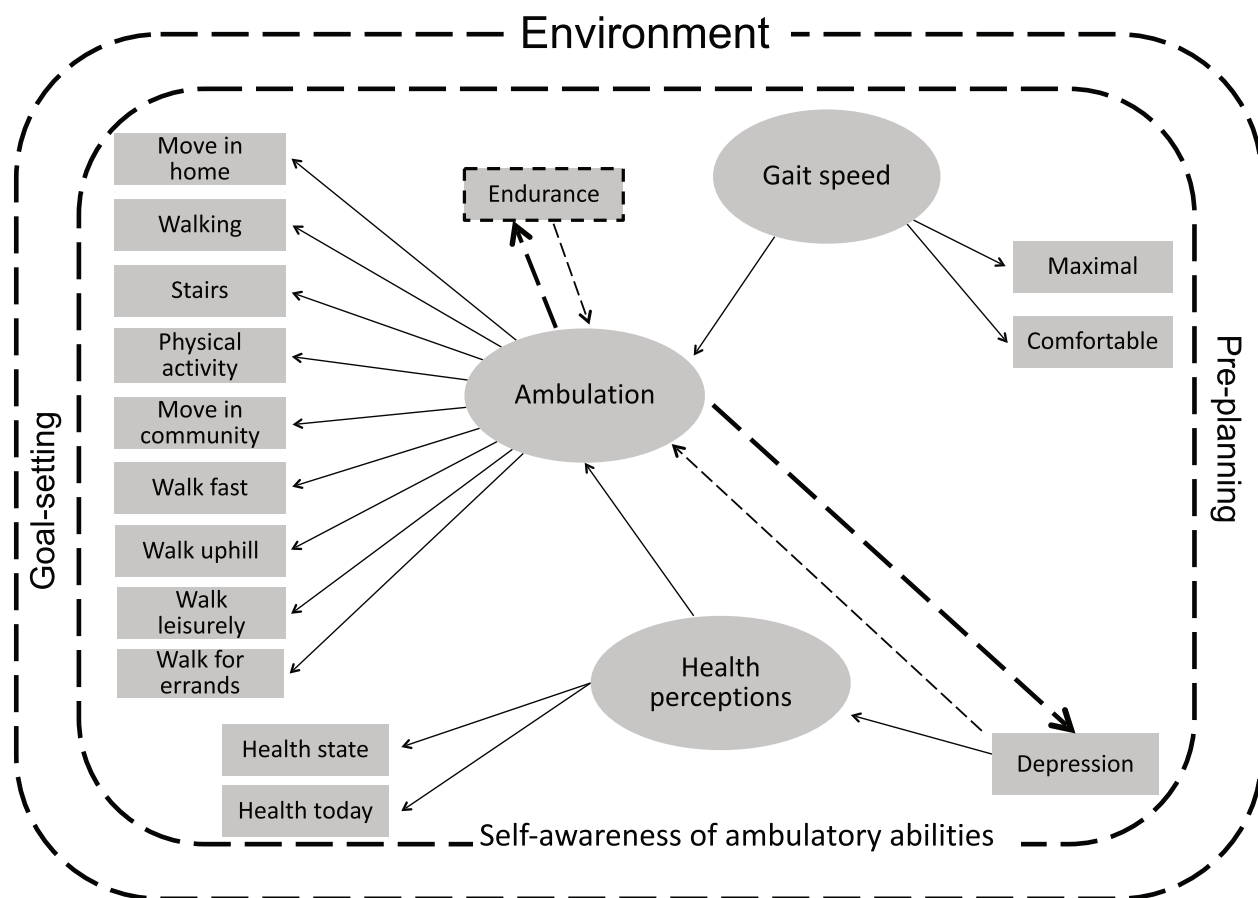 Environment
Move in
home
Walking
Stairs
Physical
activity
Move in
community
Walk fast
Walk uphill
Walk
leisurely
Walk for
errands
Endurance
Gait speed
Maximal
Comfortable
Ambulation
Goal-setting
Pre-planning
Health
perceptions
Health state
Health today
Depression
Self-awareness of ambulatory abilities